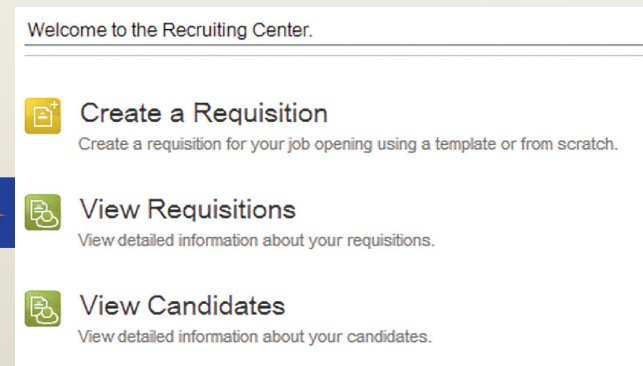 Welcome to the Recruiting Center.
Create a Requisition
Create a requisition for your job opening using a template or from scratch.
View Requisitions
View detailed information about your requisitions.
View Candidates
View detailed information about your candidates.